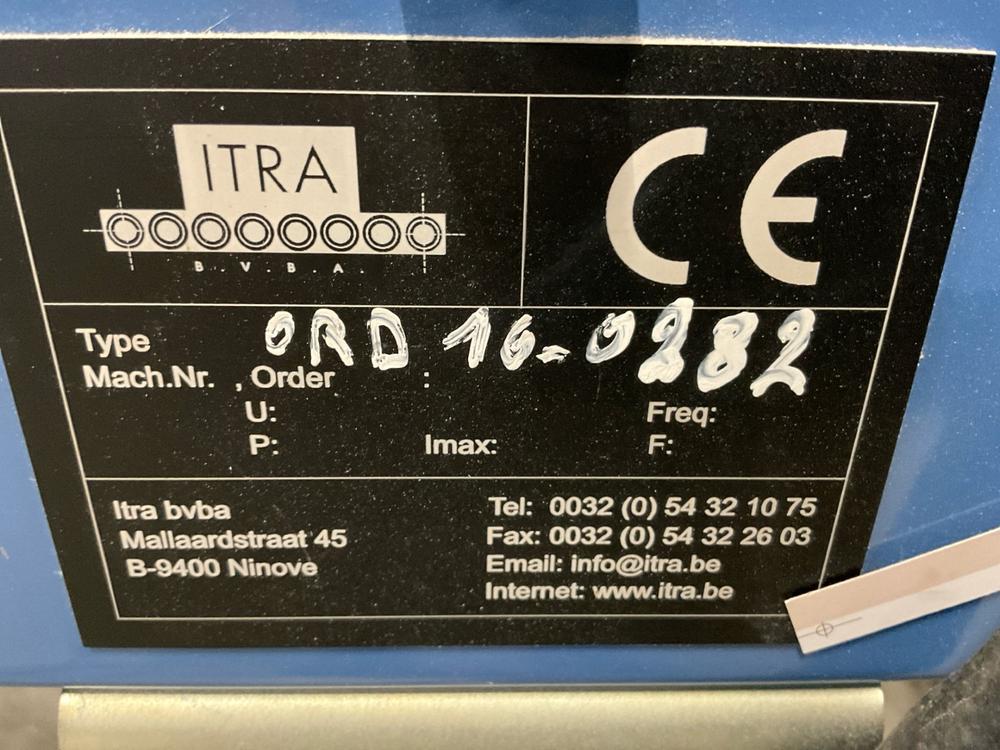 ITRA
B.V.B.A.
CE
Type ORD 16-0282
Mach.Nr. , Order :
U: Freq:
P: Imax: F:
Itra bvba
Mallaardstraat 45
B-9400 Ninove
Tel: 0032 (0) 54 32 10 75
Fax: 0032 (0) 54 32 26 03
Email: info@itra.be
Internet: www.itra.be